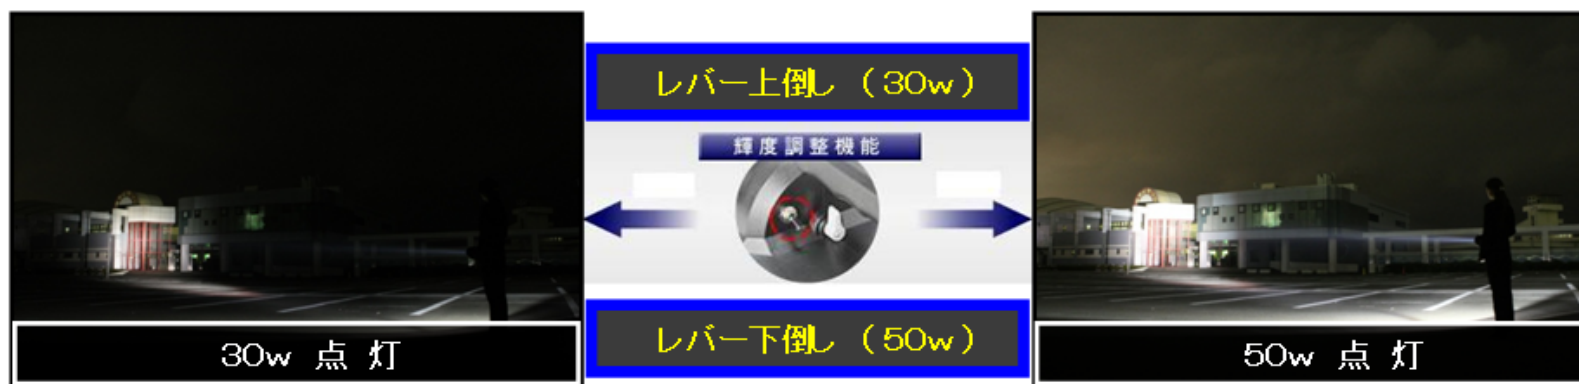 レバー上倒し（30w）
輝度調整機能
レバー下倒し（50w）
30w 点 灯
50w 点 灯